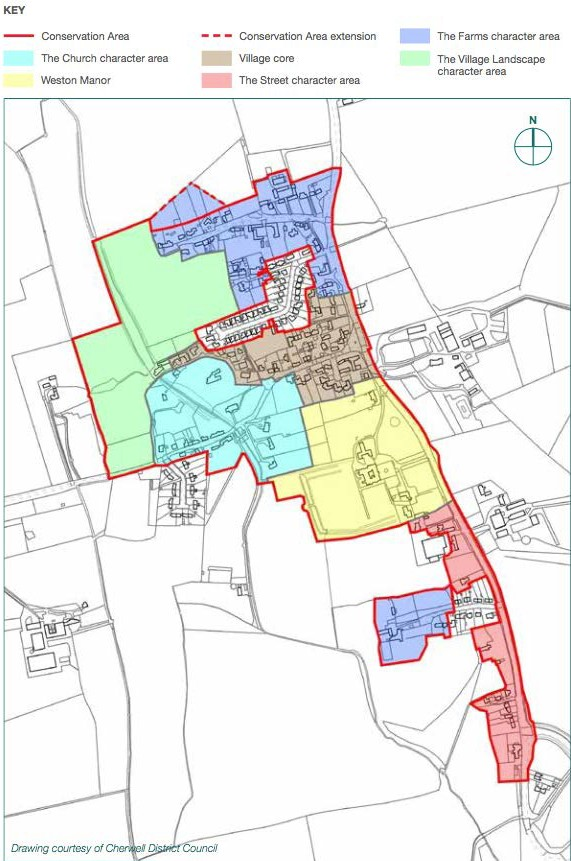 KEY
Conservation Area
Conservation Area extension
The Farms character area
The Church character area
Village core
The Village Landscape
character area
Weston Manor
The Street character area
N
Drawing courtesy of Cherwell District Council